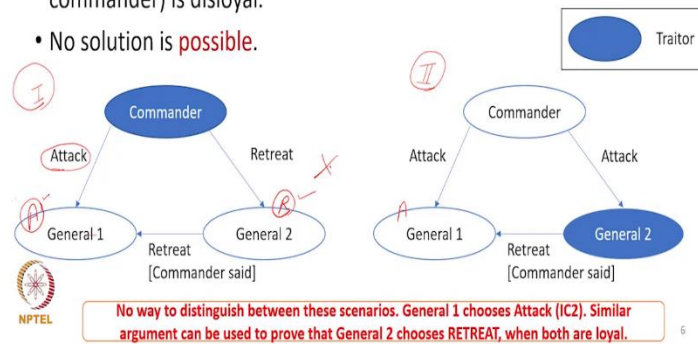 commander) is disloyal.
• No solution is possible.
Traitor
I
II
Commander
Commander
Attack
Retreat
Attack
Attack
A
R
A
General 1
General 2
General 1
General 2
Retreat
[Commander said]
Retreat
[Commander said]
NPTEL
No way to distinguish between these scenarios. General 1 chooses Attack (IC2). Similar
argument can be used to prove that General 2 chooses RETREAT, when both are loyal.
6